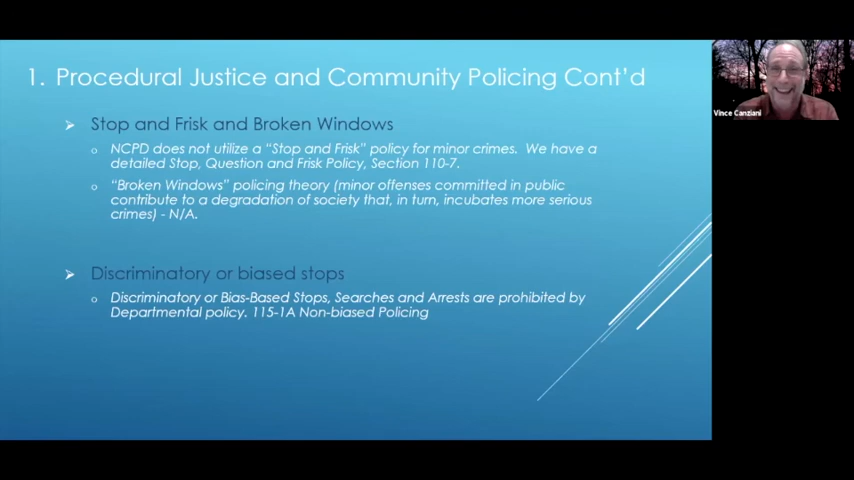 1. Procedural Justice and Community Policing Cont'd
Stop and Frisk and Broken Windows
NCPD does not utilize a "Stop and Frisk" policy for minor crimes. We have a
detailed Stop, Question and Frisk Policy, Section 110-7.
"Broken Windows" policing theory (minor offenses committed in public
contribute to a degradation of society that, in turn, incubates more serious
crimes) - N/A.
Discriminatory or biased stops
Discriminatory or Bias-Based Stops, Searches and Arrests are prohibited by
Departmental policy. 115-1A Non-biased Policing
Vince Canziani